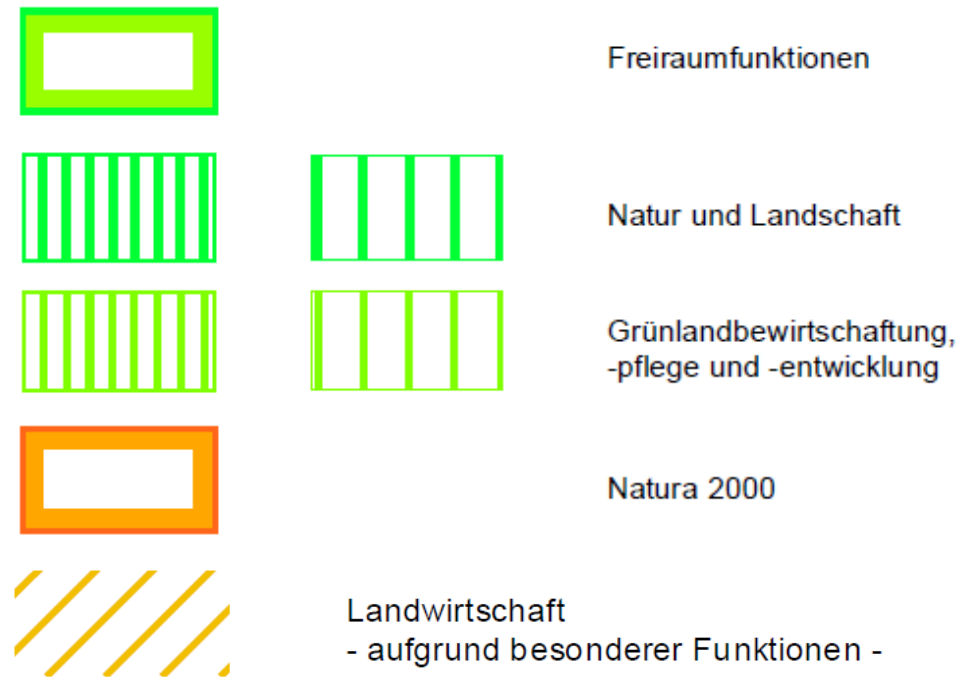 Freiraumfunktionen
Natur und Landschaft
Grünlandbewirtschaftung,
-pflege und -entwicklung
Natura 2000
Landwirtschaft
- aufgrund besonderer Funktionen -